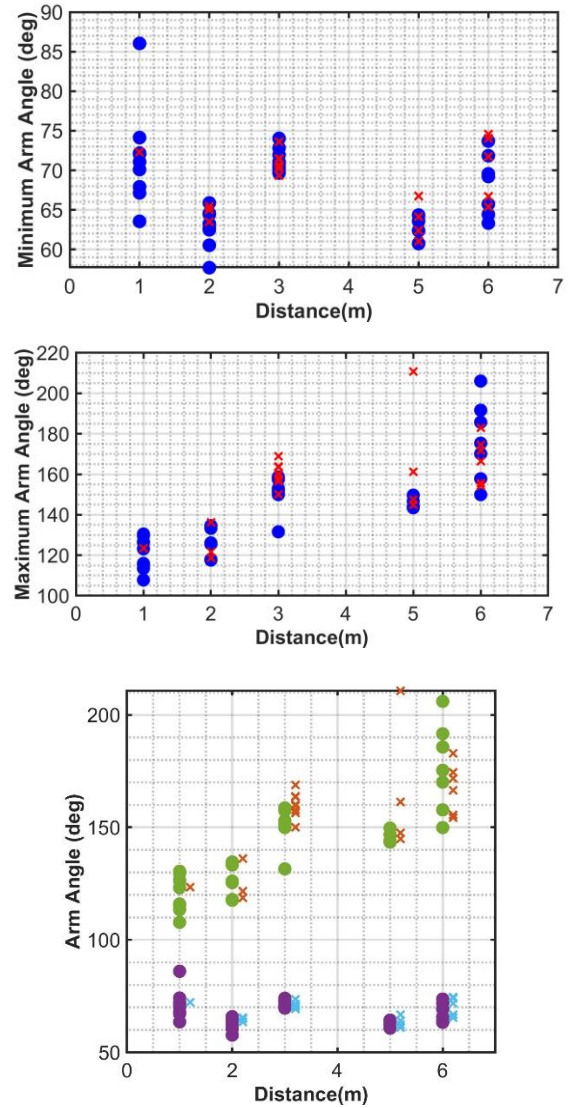 90
85
80
75
70
65
60
Minimum Arm Angle (deg)
0 1 2 3 4 5 6 7
Distance(m)
220
200
180
160
140
120
100
Maximum Arm Angle (deg)
0 1 2 3 4 5 6 7
Distance(m)
200
150
100
50
Arm Angle (deg)
0 2 4 6
Distance(m)